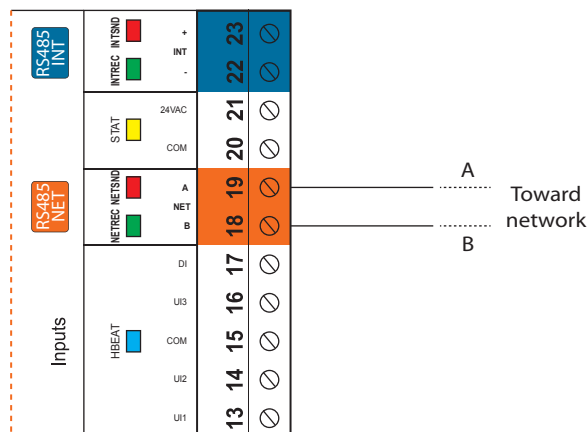 RS485
INT
INTREC INTSND
+
INT
-
23
22
STAT
24VAC
COM
21
20
RS485
NET
NETREC NETSND
A
NET
B
19
18
A
B
Toward
network
Inputs
HBEAT
DI
UI3
COM
UI2
UI1
17
16
15
14
13